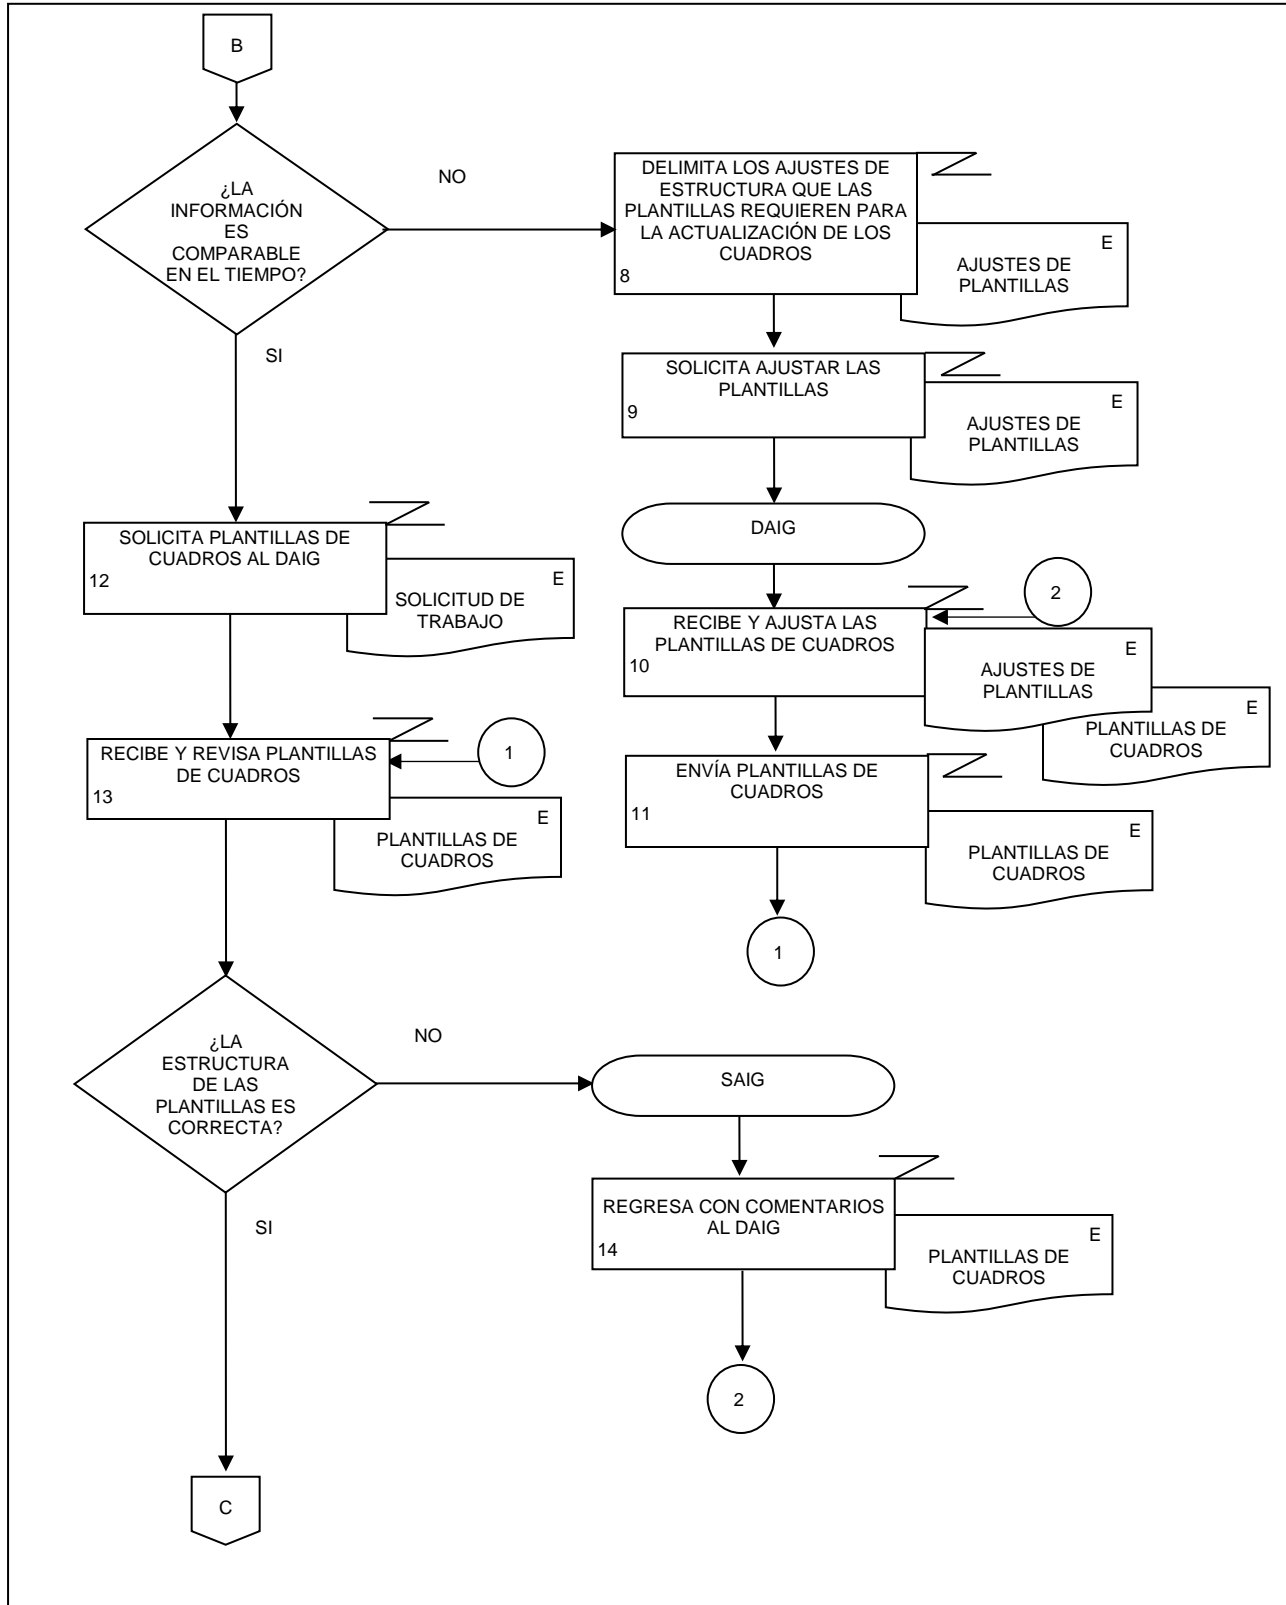 B
¿LA
INFORMACIÓN
ES
COMPARABLE
EN EL TIEMPO?
NO
SI
DELIMITA LOS AJUSTES DE
ESTRUCTURA QUE LAS
PLANTILLAS REQUIEREN PARA
LA ACTUALIZACIÓN DE LOS
CUADROS
8
E
AJUSTES DE
PLANTILLAS
SOLICITA AJUSTAR LAS
PLANTILLAS
9
E
AJUSTES DE
PLANTILLAS
DAIG
RECIBE Y AJUSTA LAS
PLANTILLAS DE CUADROS
10
2
E
AJUSTES DE
PLANTILLAS
E
PLANTILLAS DE
CUADROS
ENVÍA PLANTILLAS DE
CUADROS
11
E
PLANTILLAS DE
CUADROS
1
SOLICITA PLANTILLAS DE
CUADROS AL DAIG
12
E
SOLICITUD DE
TRABAJO
RECIBE Y REVISA PLANTILLAS
DE CUADROS
13
1
E
PLANTILLAS DE
CUADROS
¿LA
ESTRUCTURA
DE LAS
PLANTILLAS ES
CORRECTA?
NO
SI
SAIG
REGRESA CON COMENTARIOS
AL DAIG
14
E
PLANTILLAS DE
CUADROS
2
C